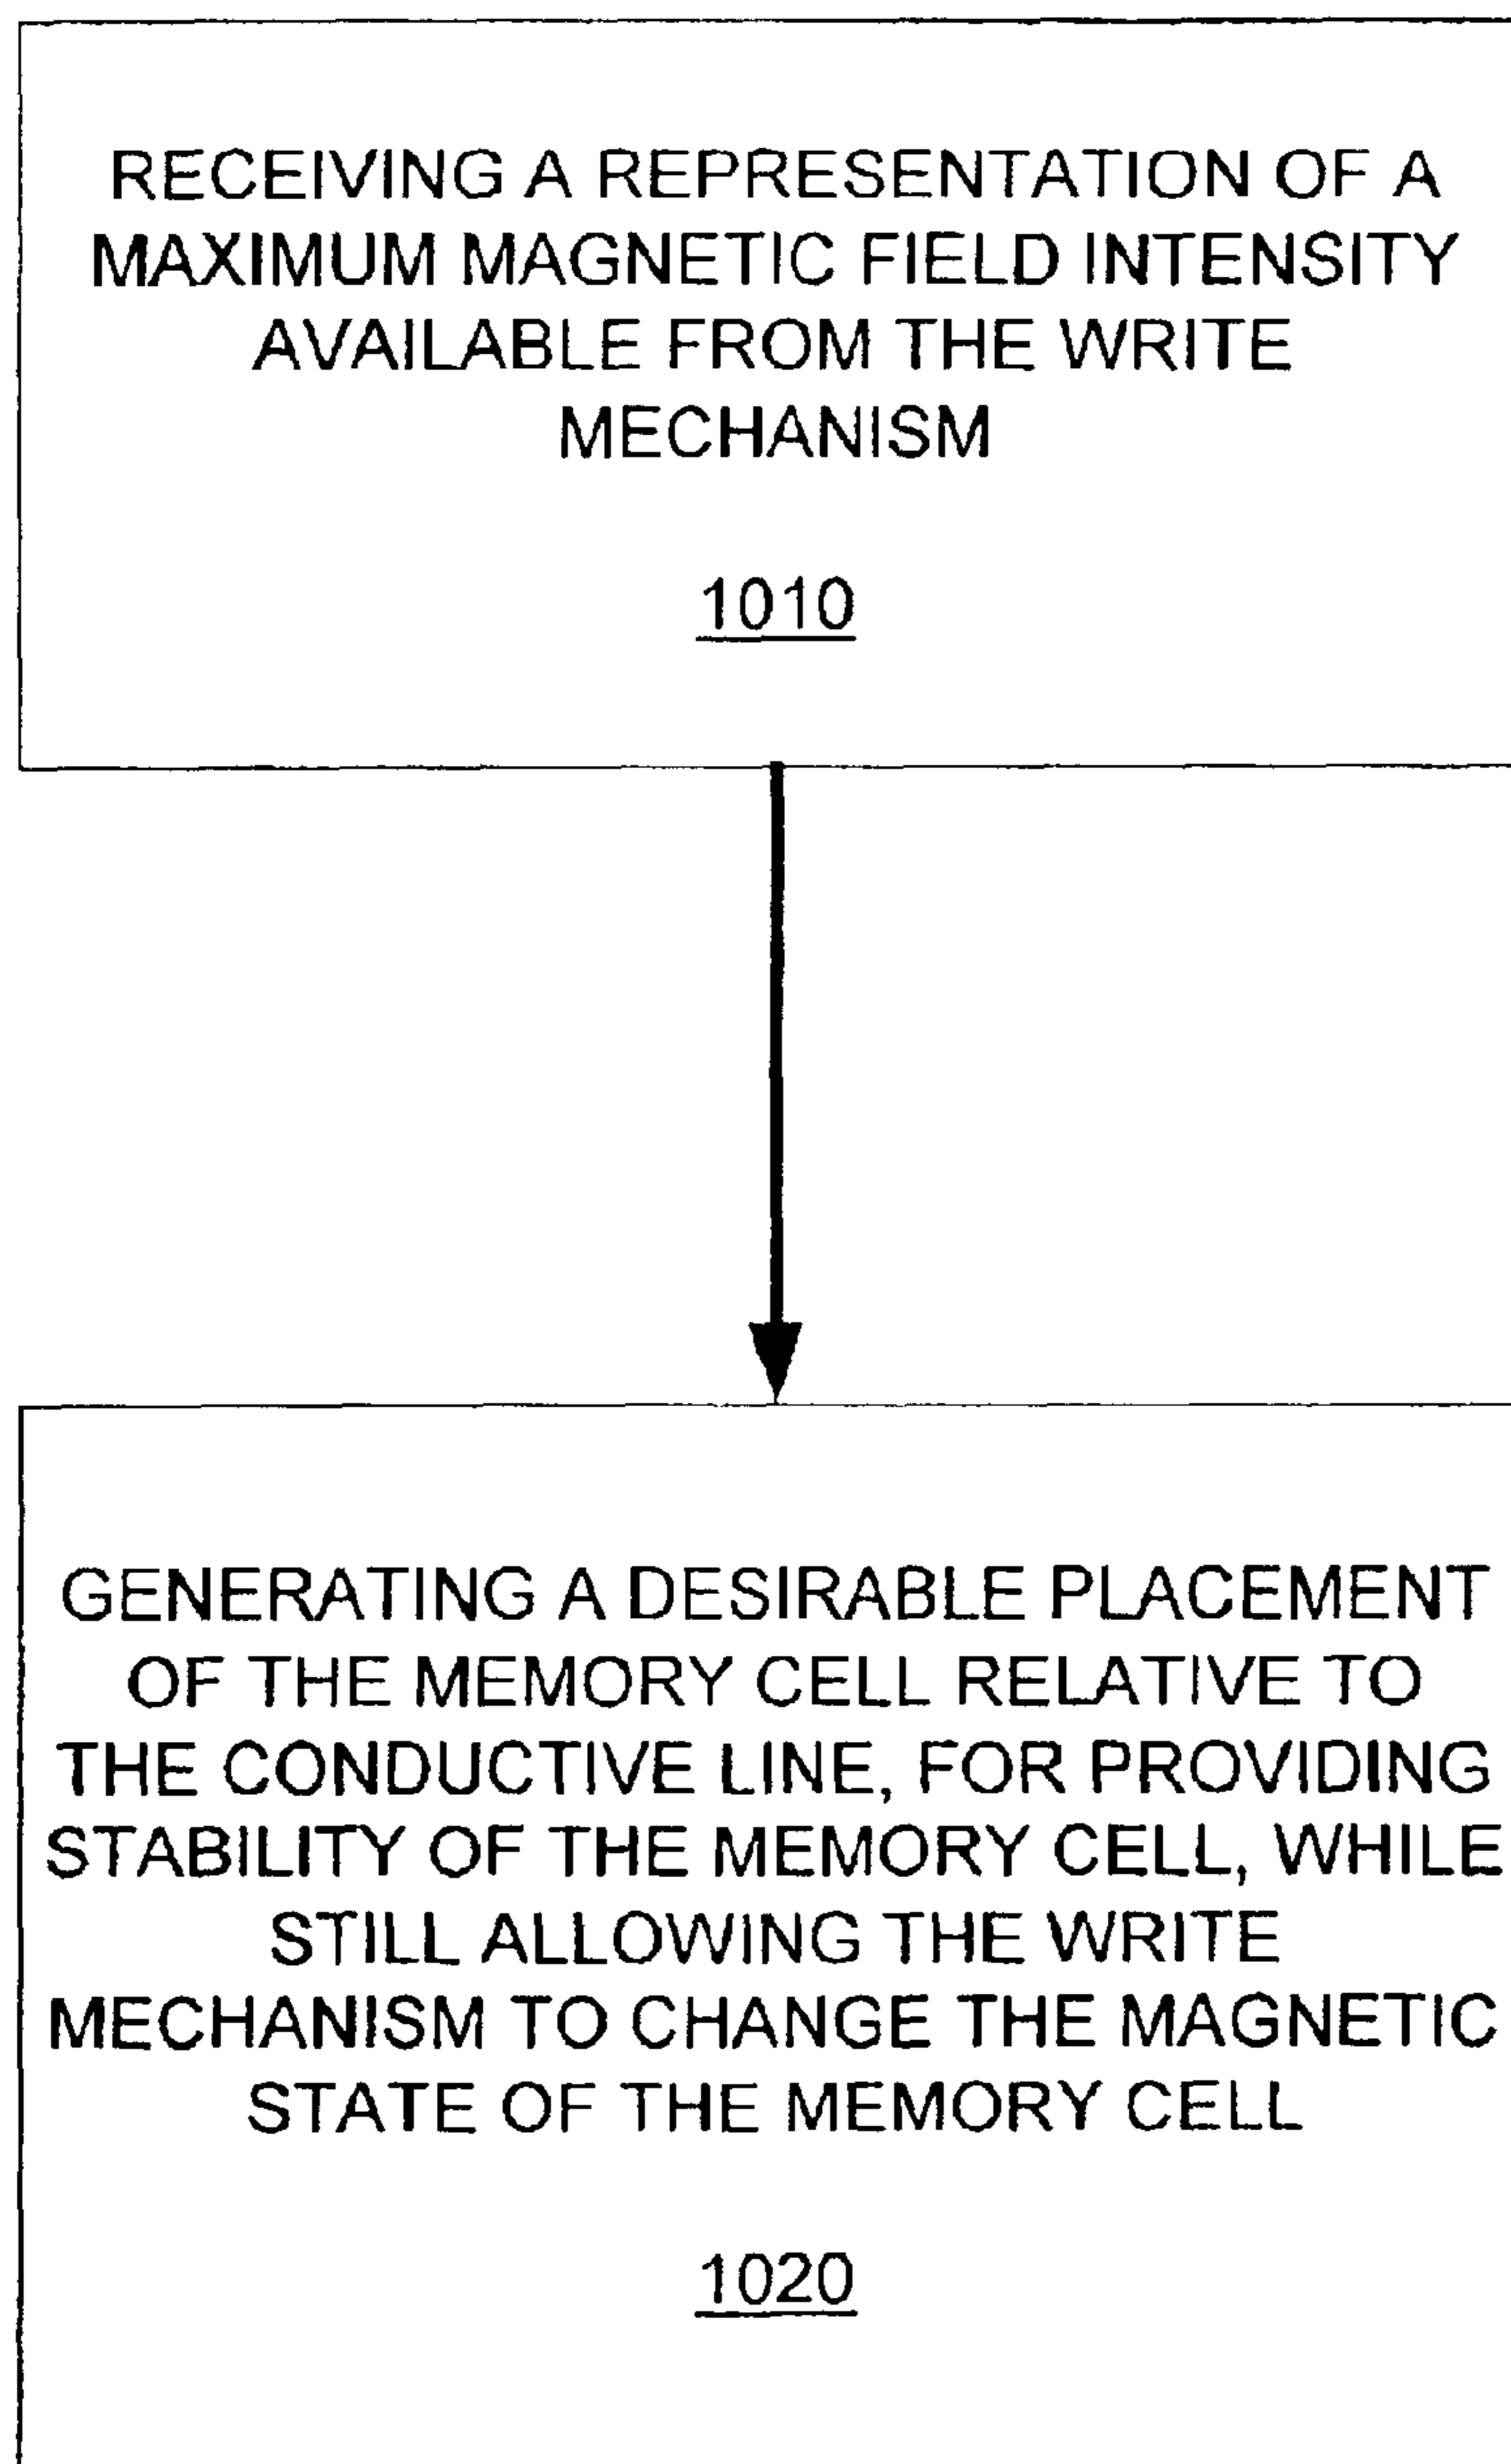 RECEIVING A REPRESENTATION OF A
MAXIMUM MAGNETIC FIELD INTENSITY
AVAILABLE FROM THE WRITE
MECHANISM
1010
GENERATING A DESIRABLE PLACEMENT
OF THE MEMORY CELL RELATIVE TO
THE CONDUCTIVE LINE, FOR PROVIDING
STABILITY OF THE MEMORY CELL, WHILE
STILL ALLOWING THE WRITE
MECHANISM TO CHANGE THE MAGNETIC
STATE OF THE MEMORY CELL
1020